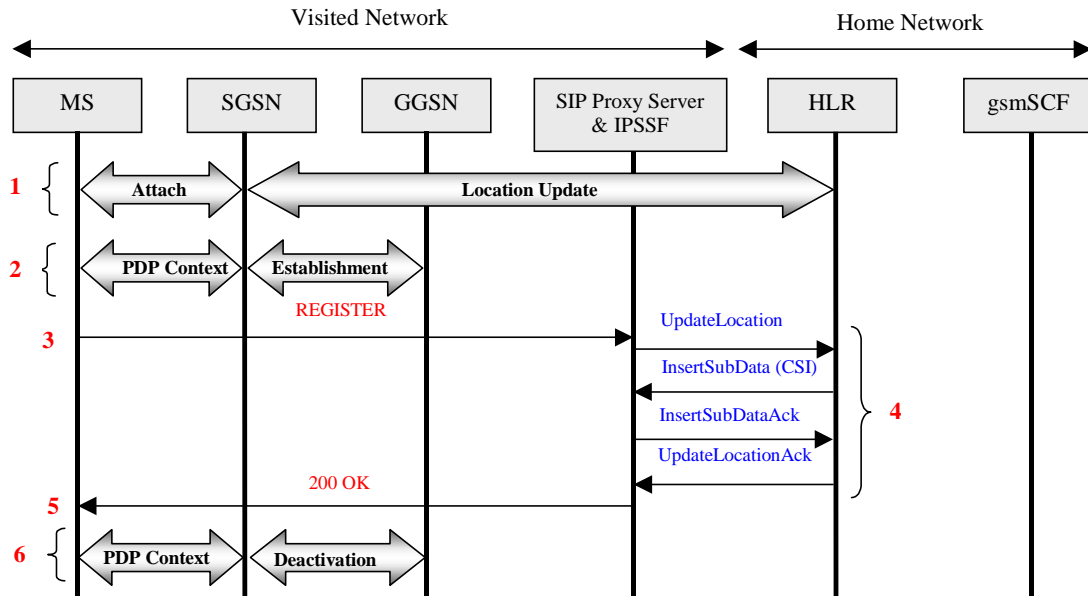 Visited Network
Home Network
MS
SGSN
GGSN
SIP Proxy Server
& IPSSF
HLR
gsmSCF
1
Attach
Location Update
2
PDP Context
Establishment
REGISTER
3
UpdateLocation
InsertSubData (CSI)
4
InsertSubDataAck
UpdateLocationAck
200 OK
5
6
PDP Context
Deactivation